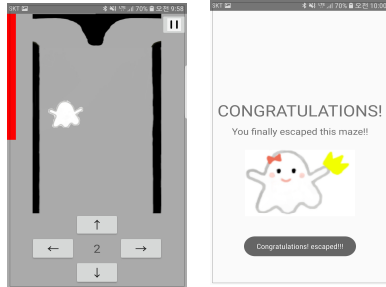 SKT 70% 오전 9:58
↑
← 2 →
↓
SKT 70% 오전 10:00
CONGRATULATIONS!
You finally escaped this maze!!
Congratulations! escaped!!!